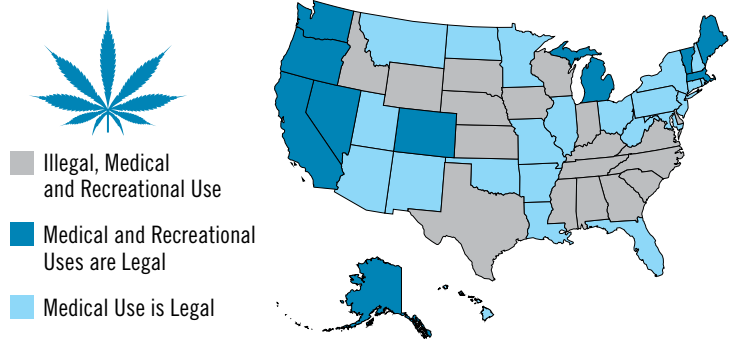 Illegal, Medical
and Recreational Use
Medical and Recreational
Uses are Legal
Medical Use is Legal